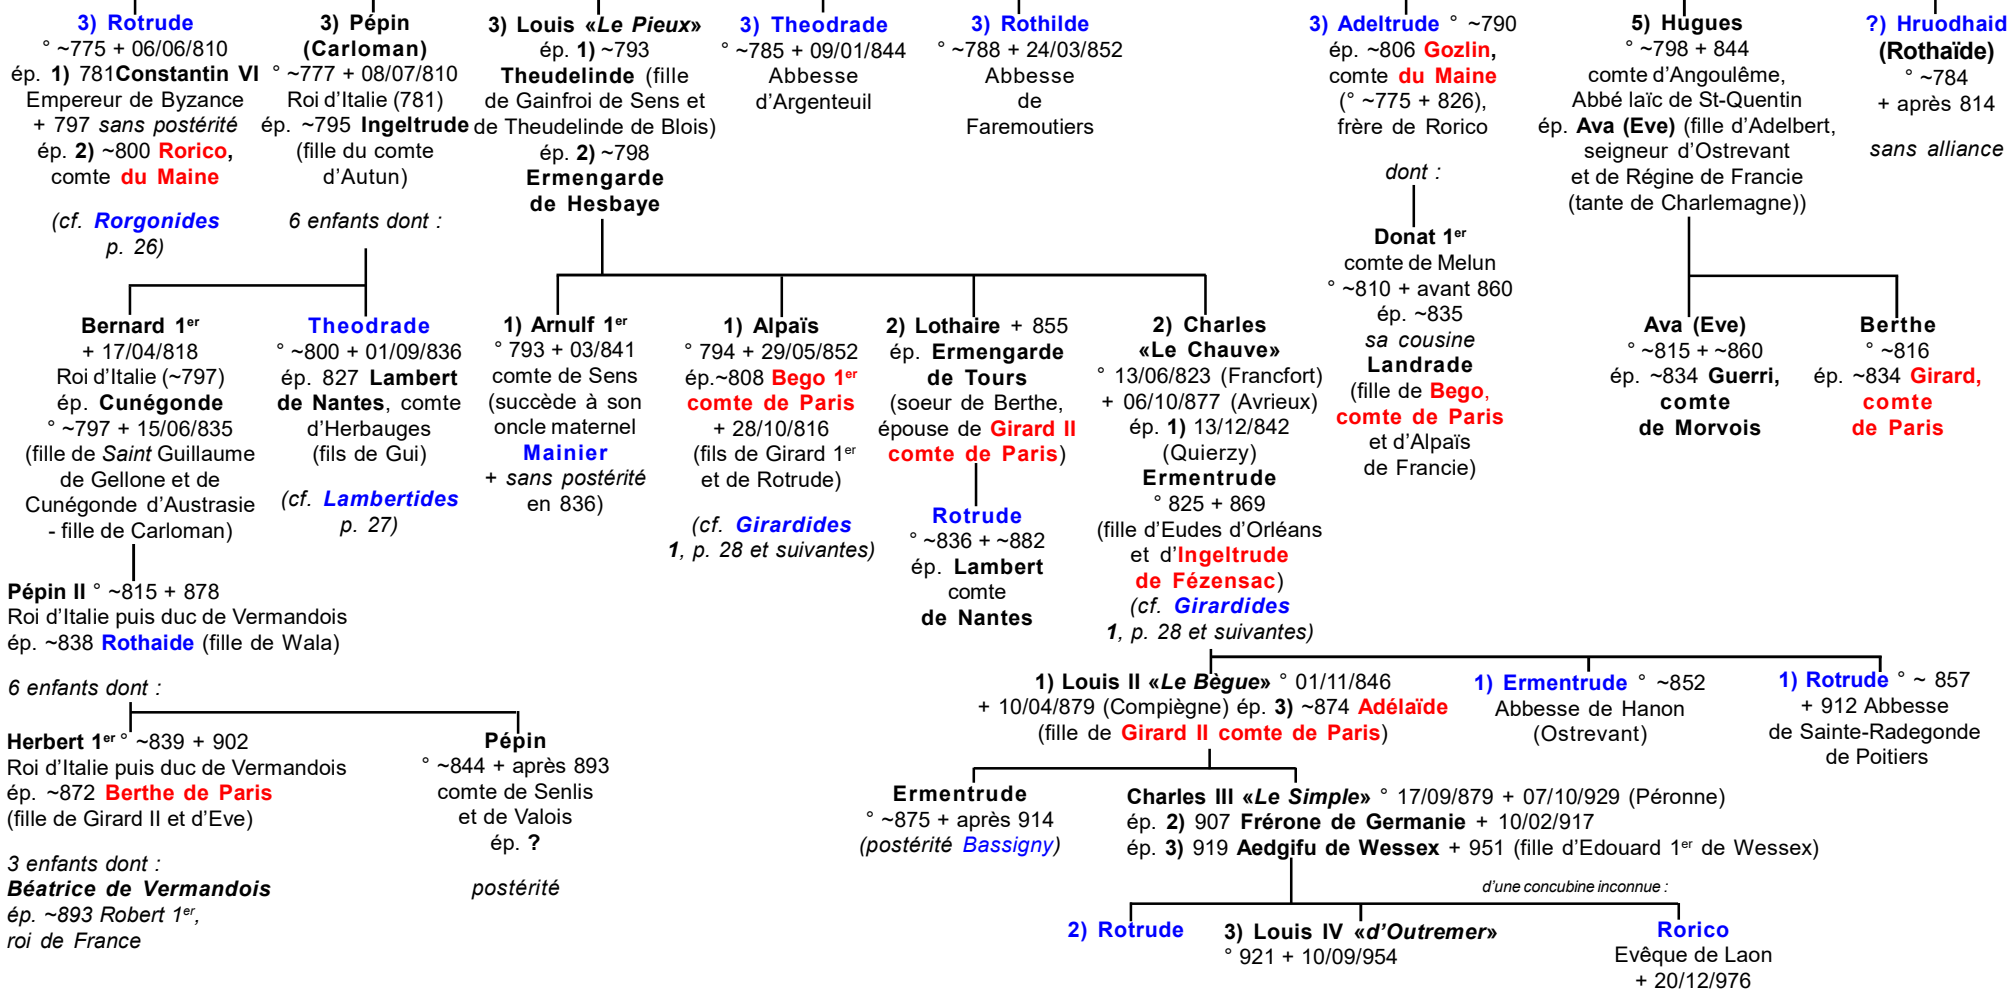 3) Rotrude
° ~775 + 06/06/810
ép. 1) 781Constantin VI
Empereur de Byzance
+ 797 sans postérité
ép. 2) ~800 Rorico,
comte du Maine
(cf. Rorgonides
p. 26)
3) Pépin
(Carloman)
° ~777 + 08/07/810
Roi d'Italie (781)
ép. ~795 Ingeltrude
(fille du comte
d'Autun)
6 enfants dont :
3) Louis «Le Pieux»
ép. 1) ~793
Theudelinde (fille
de Gainfroi de Sens et
de Theudelinde de Blois)
ép. 2) ~798
Ermengarde
de Hesbaye
3) Theodrade
° ~785 + 09/01/844
Abbesse
d'Argenteuil
3) Rothilde
° ~788 + 24/03/852
Abbesse
de
Faremoutiers
3) Adeltrude ° ~790
ép. ~806 Gozlin,
comte du Maine
(° ~775 + 826),
frère de Rorico
dont :
5) Hugues
° ~798 + 844
comte d'Angoulême,
Abbé laïc de St-Quentin
ép. Ava (Eve) (fille d'Adelbert,
seigneur d'Ostrevant
et de Régine de Francie
(tante de Charlemagne))
?) Hruodhaid
(Rothaïde)
° ~784
+ après 814
sans alliance
Bernard 1er
+ 17/04/818
Roi d'Italie (~797)
ép. Cunégonde
° ~797 + 15/06/835
(fille de Saint Guillaume
de Gellone et de
Cunégonde d'Austrasie
- fille de Carloman)
Theodrade
° ~800 + 01/09/836
ép. 827 Lambert
de Nantes, comte
d'Herbauges
(fils de Gui)
(cf. Lambertides
p. 27)
1) Arnulf 1er
° 793 + 03/841
comte de Sens
(succède à son
oncle maternel
Mainier
+ sans postérité
en 836)
1) Alpaïs
° 794 + 29/05/852
ép.~808 Bego 1er
comte de Paris
+ 28/10/816
(fils de Girard 1er
et de Rotrude)
(cf. Girardides
1, p. 28 et suivantes)
2) Lothaire + 855
ép. Ermengarde
de Tours
(soeur de Berthe,
épouse de Girard II
comte de Paris)
Rotrude
° ~836 + ~882
ép. Lambert
comte
de Nantes
2) Charles
«Le Chauve»
° 13/06/823 (Francfort)
+ 06/10/877 (Avrieux)
ép. 1) 13/12/842
(Quierzy)
Ermentrude
° 825 + 869
(fille d'Eudes d'Orléans
et d'Ingeltrude
de Fézensac)
(cf. Girardides
1, p. 28 et suivantes)
Donat 1er
comte de Melun
° ~810 + avant 860
ép. ~835
sa cousine
Landrade
(fille de Bego,
comte de Paris
et d'Alpaïs
de Francie)
Ava (Eve)
° ~815 + ~860
ép. ~834 Guerri,
comte
de Morvois
Berthe
° ~816
ép. ~834 Girard,
comte
de Paris
Pépin II ° ~815 + 878
Roi d'Italie puis duc de Vermandois
ép. ~838 Rothaide (fille de Wala)
6 enfants dont :
1) Louis II «Le Bègue» ° 01/11/846
+ 10/04/879 (Compiègne) ép. 3) ~874 Adélaïde
(fille de Girard II comte de Paris)
1) Ermentrude ° ~852
Abbesse de Hanon
(Ostrevant)
1) Rotrude ° ~ 857
+ 912 Abbesse
de Sainte-Radegonde
de Poitiers
Herbert 1er ° ~839 + 902
Roi d'Italie puis duc de Vermandois
ép. ~872 Berthe de Paris
(fille de Girard II et d'Eve)
3 enfants dont :
Béatrice de Vermandois
ép. ~893 Robert 1er,
roi de France
Pépin
° ~844 + après 893
comte de Senlis
et de Valois
ép. ?
postérité
Ermentrude
° ~875 + après 914
(postérité Bassigny)
Charles III «Le Simple» ° 17/09/879 + 07/10/929 (Péronne)
ép. 2) 907 Frérone de Germanie + 10/02/917
ép. 3) 919 Aedgifu de Wessex + 951 (fille d'Edouard 1er de Wessex)
d'une concubine inconnue :
2) Rotrude
3) Louis IV «d'Outremer»
° 921 + 10/09/954
Rorico
Evêque de Laon
+ 20/12/976